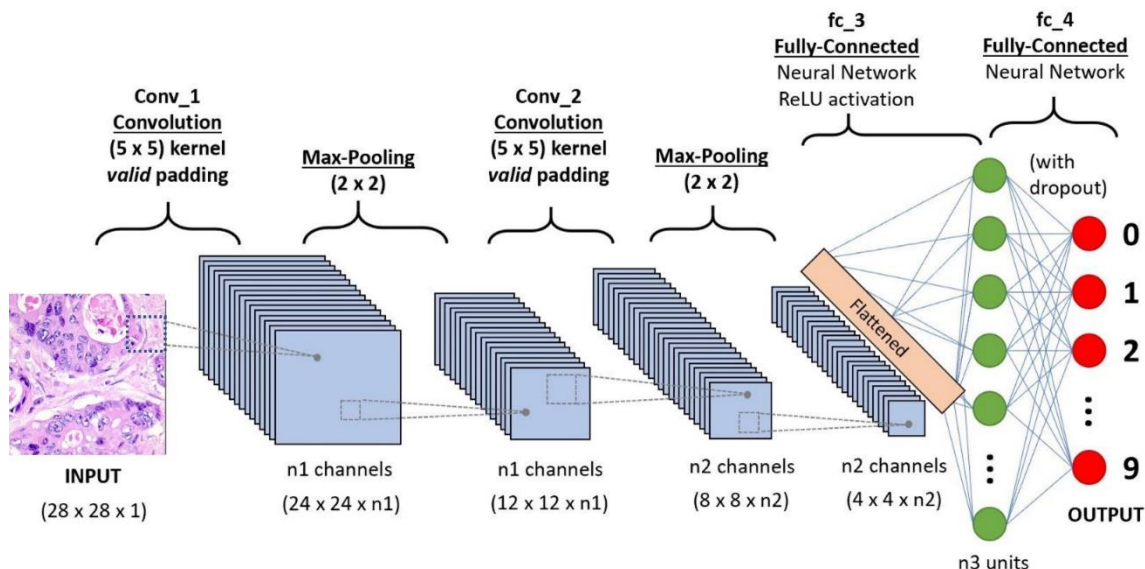 Conv_1
Convolution
(5 x 5) kernel
valid padding
Max-Pooling
(2 x 2)
Conv_2
Convolution
(5 x 5) kernel
valid padding
Max-Pooling
(2 x 2)
fc_3
Fully-Connected
Neural Network
ReLU activation
fc_4
Fully-Connected
Neural Network
(with
dropout)
Flattened
0
1
2
9
OUTPUT
INPUT
(28 x 28 x 1)
n1 channels
(24 x 24 x n1)
n1 channels
(12 x 12 x n1)
n2 channels
(8 x 8 x n2)
n2 channels
(4 x 4 x n2)
n3 units